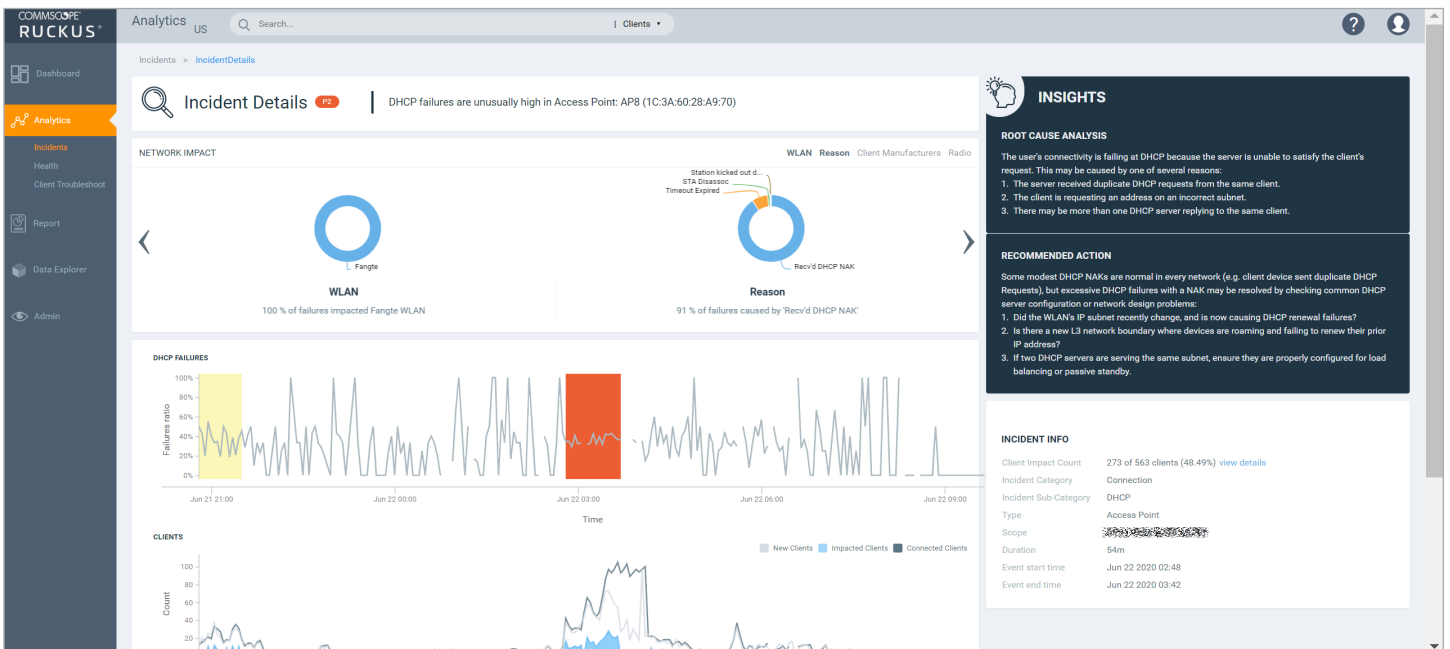 COMMSCOPE
RUCKUS
Analytics US
Search...
| Clients
?
Dashboard
Analytics
Incidents
Health
Client Troubleshoot
Report
Data Explorer
Admin
Incidents > IncidentDetails
Incident Details P2
DHCP failures are unusually high in Access Point: AP8 (1C:3A:60:28:A9:70)
NETWORK IMPACT
WLAN Reason Client Manufacturers Radio
Fangte
WLAN
100 % of failures impacted Fangte WLAN
Station kicked out d...
STA Disassoc
Timeout Expired
Recv'd DHCP NAK
Reason
91 % of failures caused by 'Recv'd DHCP NAK'
DHCP FAILURES
Failures ratio
100%
80%
60%
40%
20%
0%
Jun 21 21:00 Jun 22 00:00 Jun 22 03:00 Jun 22 06:00 Jun 22 09:00
Time
CLIENTS
New Clients Impacted Clients Connected Clients
Count
100
80
60
40
20
INSIGHTS
ROOT CAUSE ANALYSIS
The user's connectivity is failing at DHCP because the server is unable to satisfy the client's
request. This may be caused by one of several reasons:
1. The server received duplicate DHCP requests from the same client.
2. The client is requesting an address on an incorrect subnet.
3. There may be more than one DHCP server replying to the same client.
RECOMMENDED ACTION
Some modest DHCP NAKs are normal in every network (e.g. client device sent duplicate DHCP
Requests), but excessive DHCP failures with a NAK may be resolved by checking common DHCP
server configuration or network design problems:
1. Did the WLAN's IP subnet recently change, and is now causing DHCP renewal failures?
2. Is there a new L3 network boundary where devices are roaming and failing to renew their prior
IP address?
3. If two DHCP servers are serving the same subnet, ensure they are properly configured for load
balancing or passive standby.
INCIDENT INFO
Client Impact Count 273 of 563 clients (48.49%) view details
Incident Category Connection
Incident Sub-Category DHCP
Type Access Point
Scope
Duration 54m
Event start time Jun 22 2020 02:48
Event end time Jun 22 2020 03:42